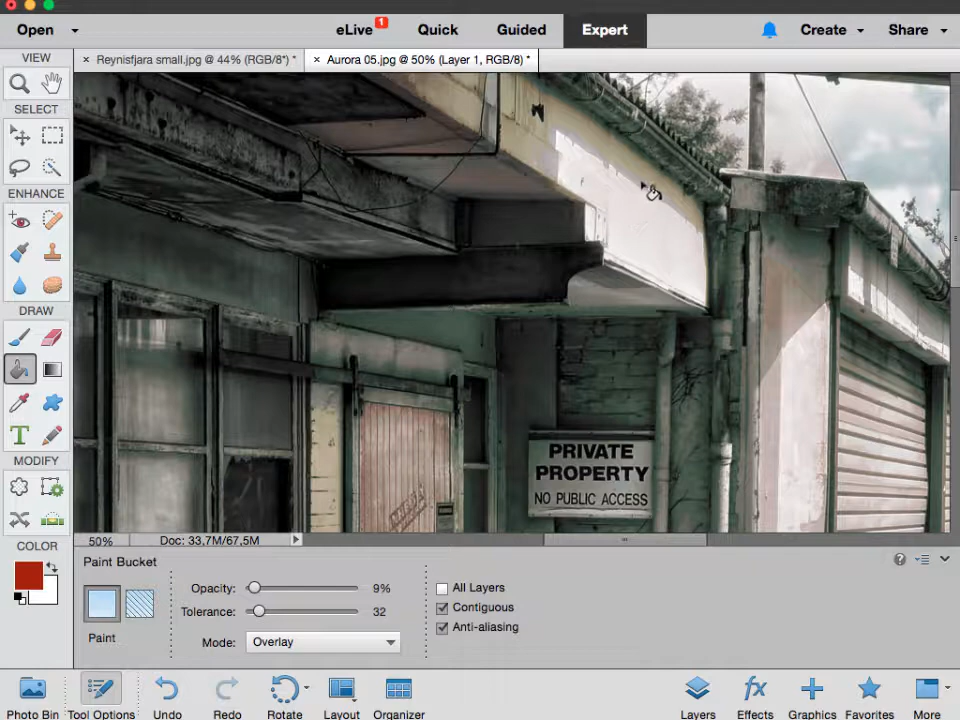 Open
eLive 1
Quick
Guided
Expert
Create
Share
VIEW
× Reynisfjara small.jpg @ 44% (RGB/8*) *
× Aurora 05.jpg @ 50% (Layer 1, RGB/8) *
SELECT
ENHANCE
DRAW
T
MODIFY
COLOR
PRIVATE
PROPERTY
NO PUBLIC ACCESS
50%
Doc: 33,7M/67,5M
Paint Bucket
Paint
Opacity: 9%
Tolerance: 32
Mode: Overlay
All Layers
Contiguous
Anti-aliasing
Photo Bin
Tool Options
Undo
Redo
Rotate
Layout
Organizer
Layers
fx
Effects
Graphics
Favorites
More